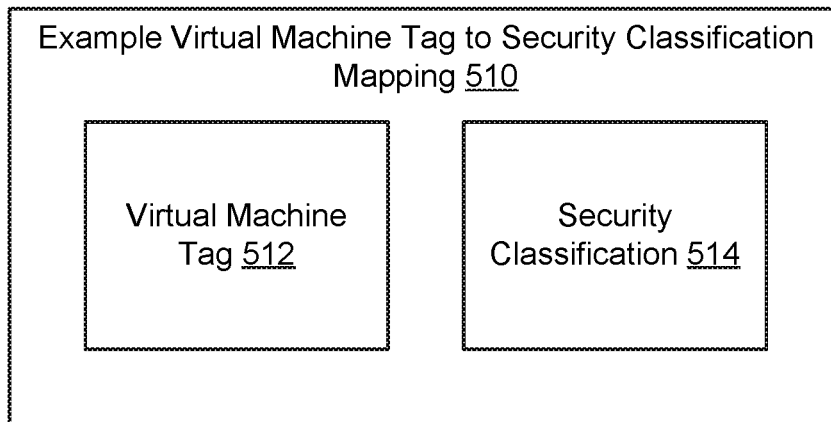 Example Virtual Machine Tag to Security Classification
Mapping 510
Virtual Machine
Tag 512
Security
Classification 514